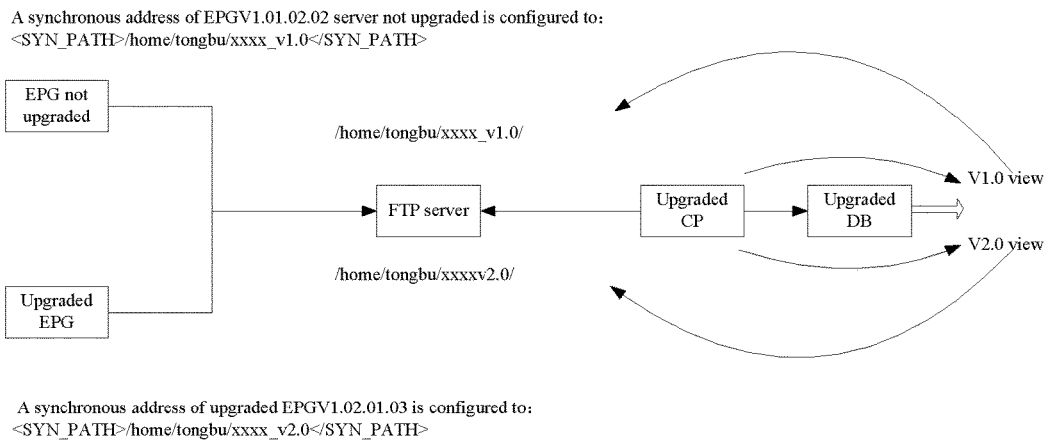 A synchronous address of EPGV1.01.02.02 server not upgraded is configured to:
<SYN_PATH>/home/tongbu/xxxx_v1.0</SYN_PATH>
EPG not
upgraded
/home/tongbu/xxxx_v1.0/
V1.0 view
FTP server
Upgraded
CP
Upgraded
DB
V2.0 view
/home/tongbu/xxxxv2.0/
Upgraded
EPG
A synchronous address of upgraded EPGV1.02.01.03 is configured to:
<SYN_PATH>/home/tongbu/xxxx_v2.0</SYN_PATH>